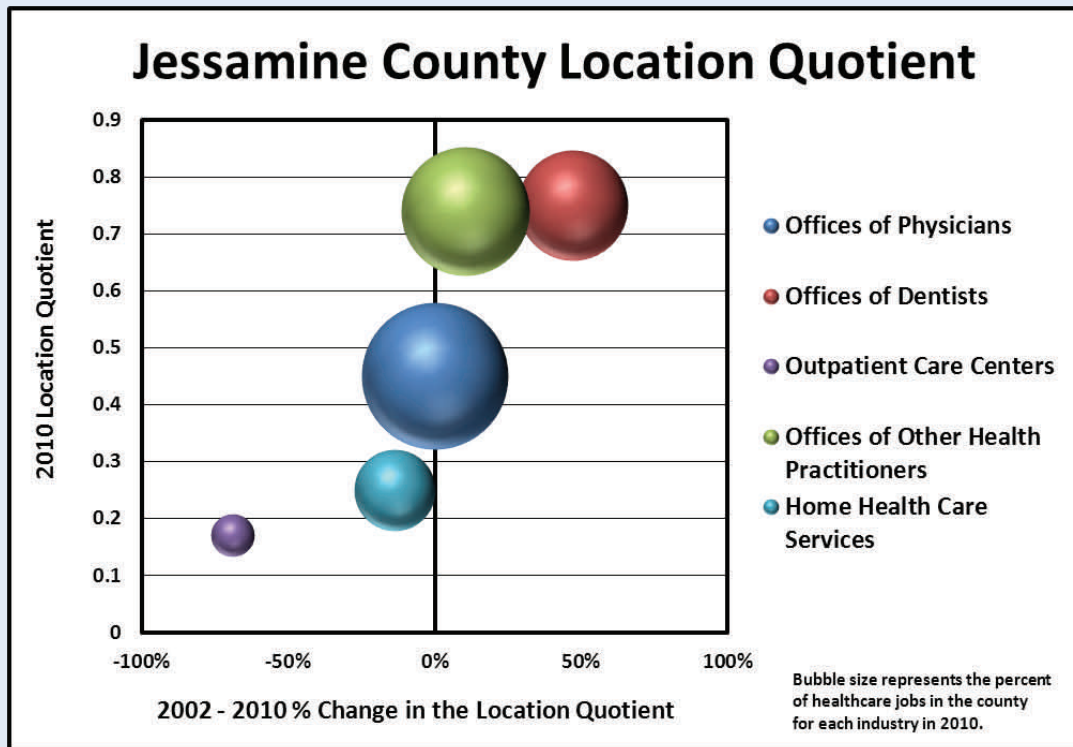 Jessamine County Location Quotient
0.9
0.8
0.7
0.6
0.5
0.4
0.3
0.2
0.1
0
2010 Location Quotient
-100%
-50%
0%
50%
100%
2002 - 2010 % Change in the Location Quotient
Offices of Physicians
Offices of Dentists
Outpatient Care Centers
Offices of Other Health
Practitioners
Home Health Care
Services
Bubble size represents the percent
of healthcare jobs in the county
for each industry in 2010.